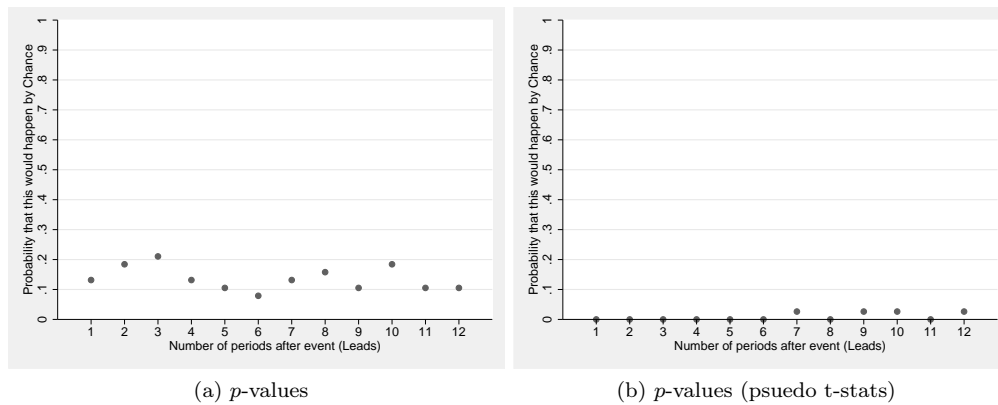 Probability that this would happen by Chance
1
.9
.8
.7
.6
.5
.4
.3
.2
.1
0
1 2 3 4 5 6 7 8 9 10 11 12
Number of periods after event (Leads)
(a) p-values
Probability that this would happen by Chance
1
.9
.8
.7
.6
.5
.4
.3
.2
.1
0
1 2 3 4 5 6 7 8 9 10 11 12
Number of periods after event (Leads)
(b) p-values (psuedo t-stats)